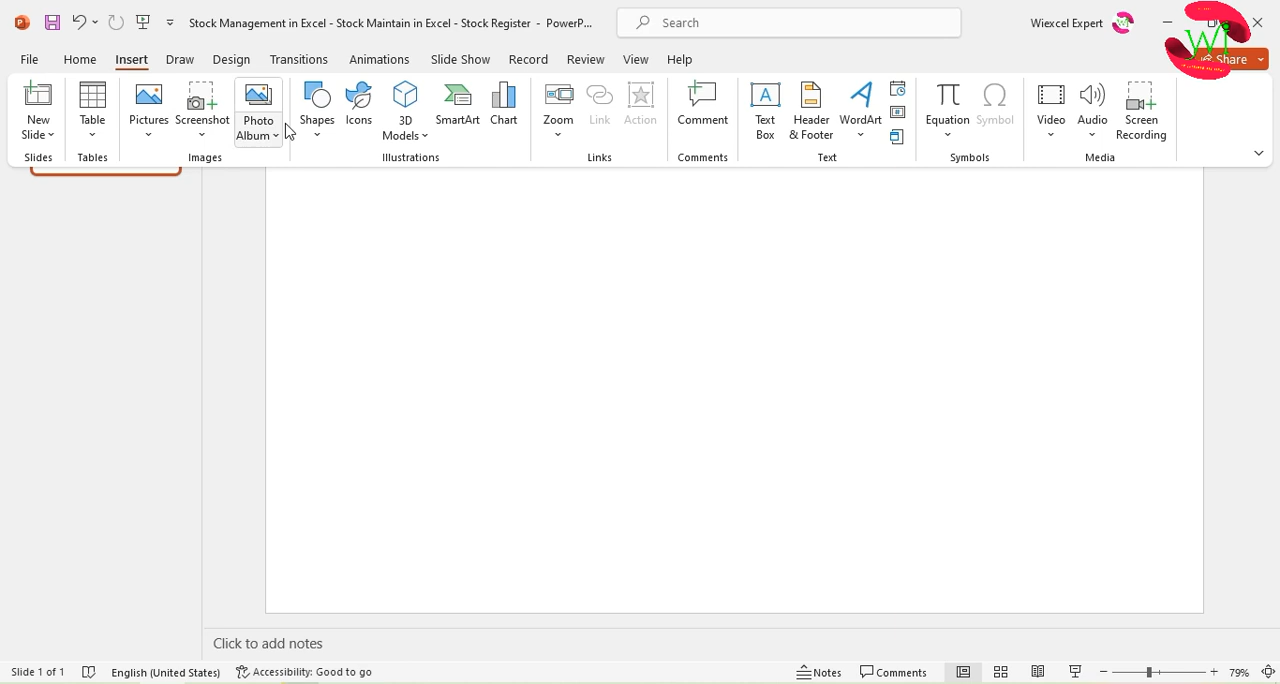 Stock Management in Excel - Stock Maintain in Excel - Stock Register - PowerP...
Search
Wiexcel Expert
File Home Insert Draw Design Transitions Animations Slide Show Record Review View Help
Share
New Slide
Table
Pictures
Screenshot
Photo Album
Shapes
Icons
3D Models
SmartArt
Chart
Zoom
Link
Action
Comment
Text Box
Header & Footer
WordArt
Equation
Symbol
Video
Audio
Screen Recording
Slides Tables Images Illustrations Links Comments Text Symbols Media
Click to add notes
Slide 1 of 1 English (United States) Accessibility: Good to go Notes Comments 79%